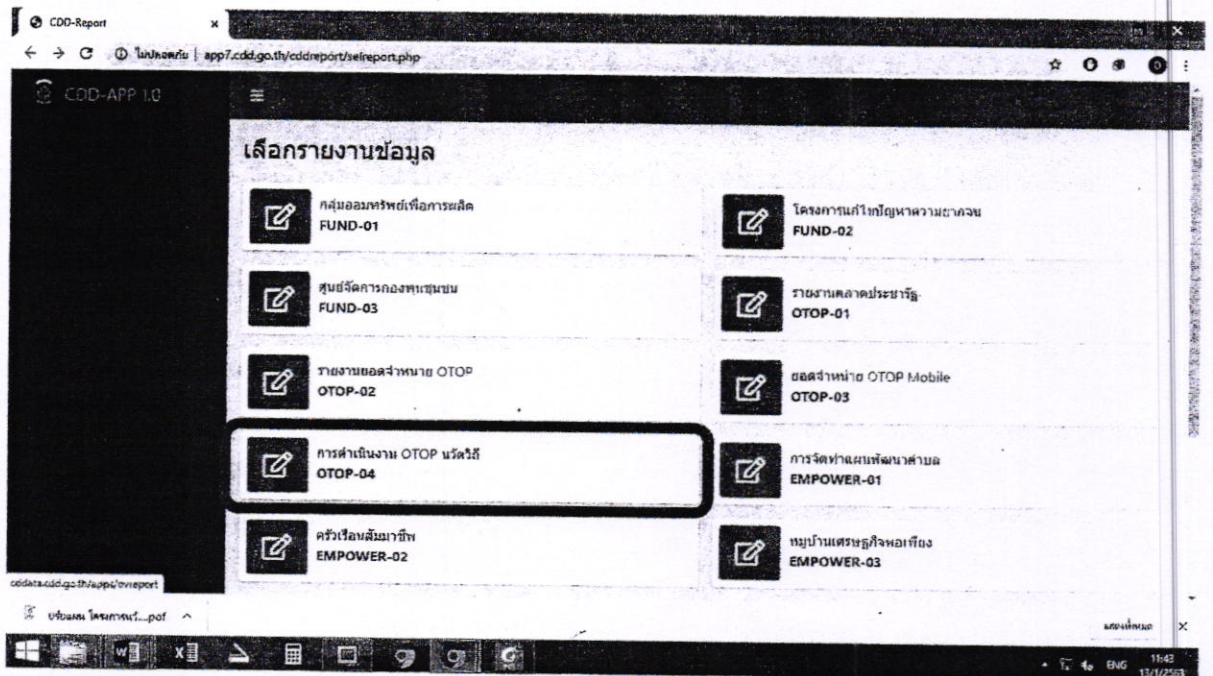 CDD-Report
ไม่ปลอดภัย | app7.cdd.go.th/cddreport/selreport.php
CDD-APP 1.0
เลือกรายงานข้อมูล
กลุ่มออมทรัพย์เพื่อการผลิต
FUND-01
โครงการแก้ไขปัญหาความยากจน
FUND-02
ศูนย์จัดการกองทุนชุมชน
FUND-03
รายงานตลาดประชารัฐ
OTOP-01
รายงานยอดจำหน่าย OTOP
OTOP-02
ยอดจำหน่าย OTOP Mobile
OTOP-03
การดำเนินงาน OTOP นวัตวิถี
OTOP-04
การจัดทำแผนพัฒนาตำบล
EMPOWER-01
ครัวเรือนสัมมาชีพ
EMPOWER-02
หมู่บ้านเศรษฐกิจพอเพียง
EMPOWER-03
cddata.cdd.go.th/apps/ovreport
แสดงทั้งหมด
ENG
11:43
13/1/2563